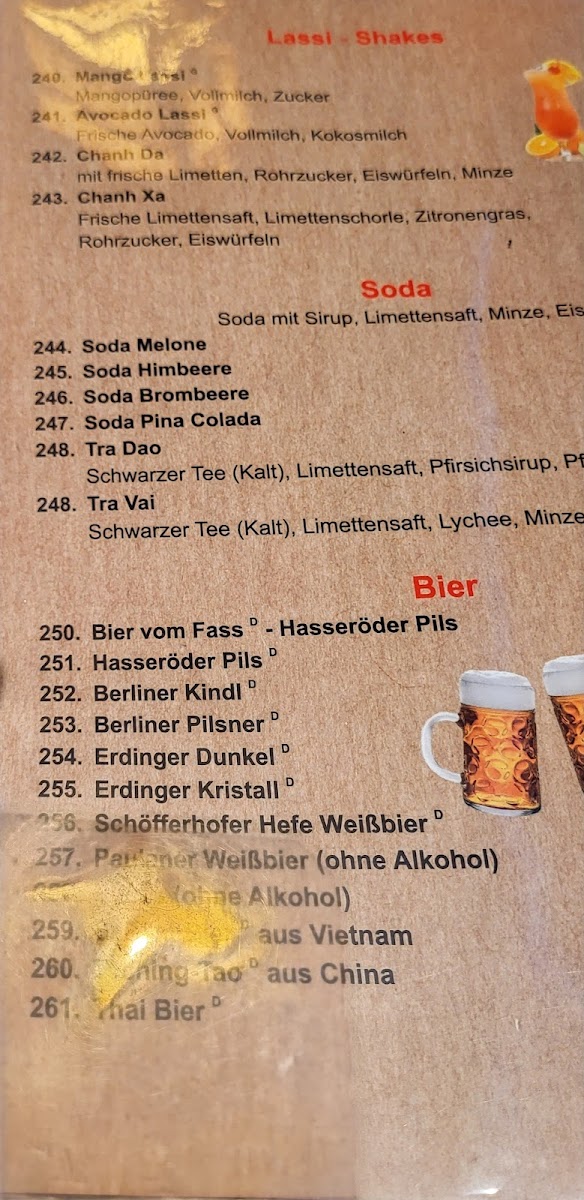 Lassi - Shakes
240. Mango Lassi G
Mangopüree, Vollmilch, Zucker
241. Avocado Lassi G
Frische Avocado, Vollmilch, Kokosmilch
242. Chanh Da
mit frische Limetten, Rohrzucker, Eiswürfeln, Minze
243. Chanh Xa
Frische Limettensaft, Limettenschorle, Zitronengras,
Rohrzucker, Eiswürfeln
Soda
Soda mit Sirup, Limettensaft, Minze, Eis
244. Soda Melone
245. Soda Himbeere
246. Soda Brombeere
247. Soda Pina Colada
248. Tra Dao
Schwarzer Tee (Kalt), Limettensaft, Pfirsichsirup, Pf
248. Tra Vai
Schwarzer Tee (Kalt), Limettensaft, Lychee, Minze
Bier
250. Bier vom Fass D - Hasseröder Pils
251. Hasseröder Pils D
252. Berliner Kindl D
253. Berliner Pilsner D
254. Erdinger Dunkel D
255. Erdinger Kristall D
256. Schöfferhofer Hefe Weißbier D
257. Paulaner Weißbier (ohne Alkohol)
(ohne Alkohol)
259. D aus Vietnam
260. Tao D aus China
261. Thai Bier D